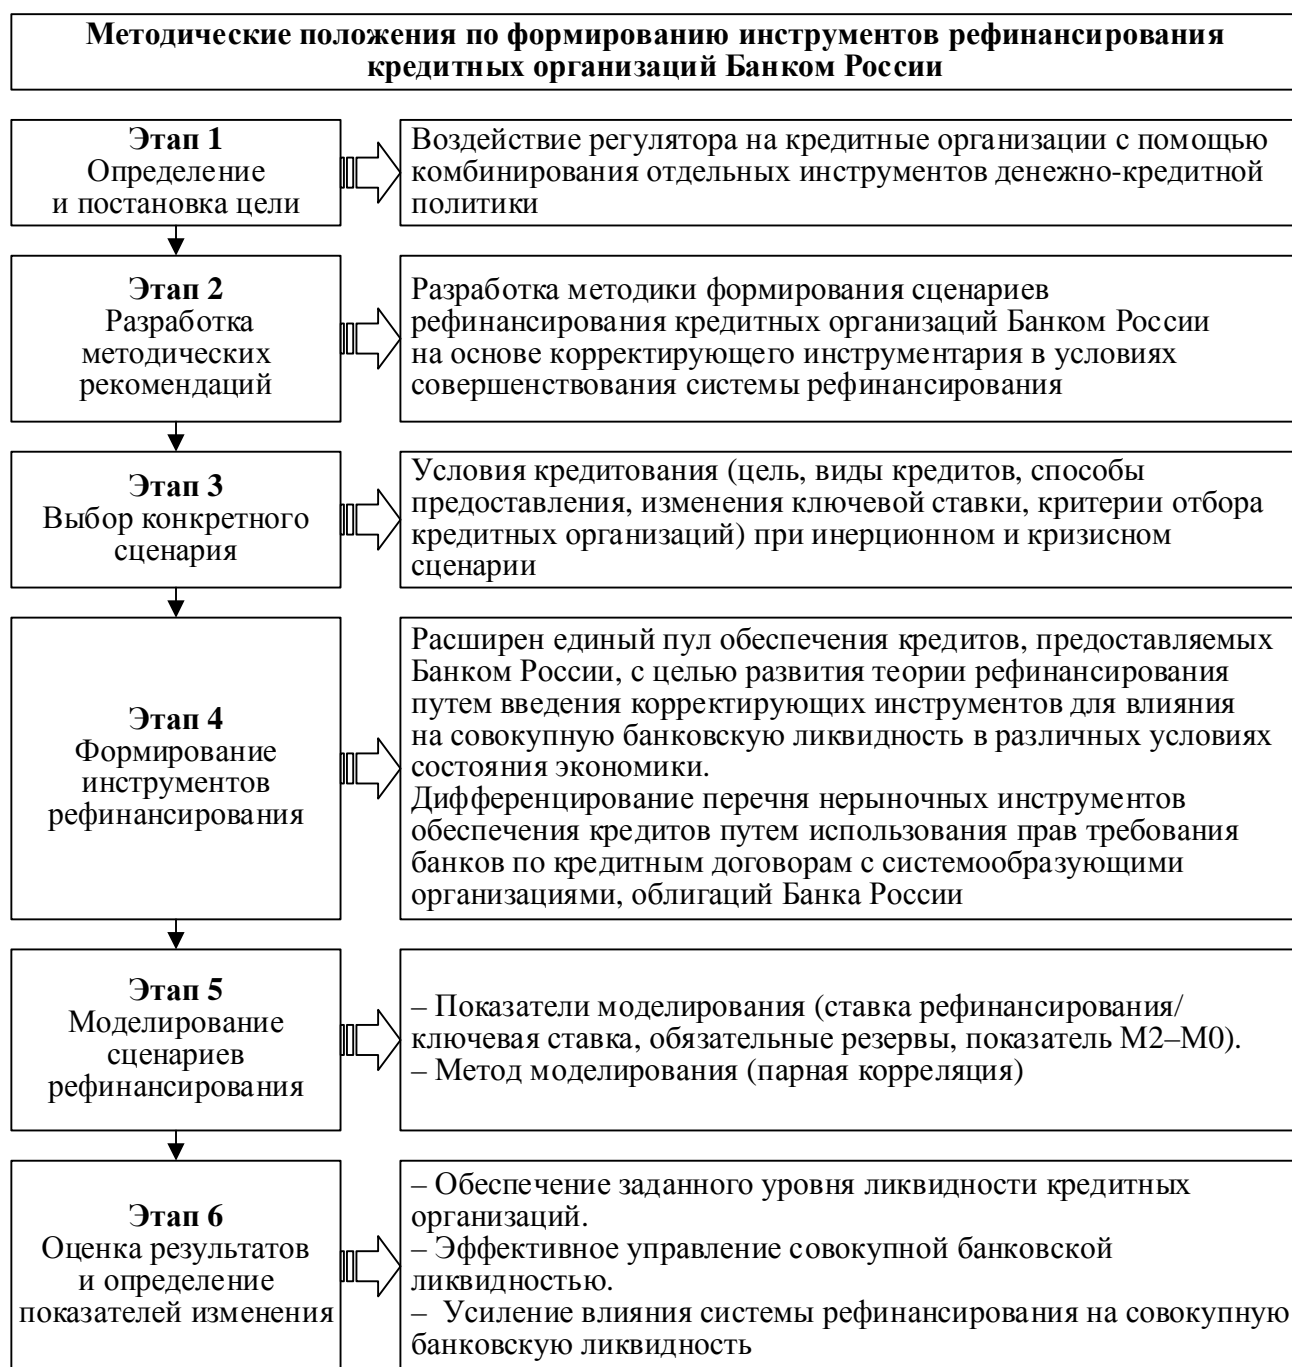 Методические положения по формированию инструментов рефинансирования
кредитных организаций Банком России
Этап 1
Определение
и постановка цели
Воздействие регулятора на кредитные организации с помощью
комбинирования отдельных инструментов денежно-кредитной
политики
Этап 2
Разработка
методических
рекомендаций
Разработка методики формирования сценариев
рефинансирования кредитных организаций Банком России
на основе корректирующего инструментария в условиях
совершенствования системы рефинансирования
Этап 3
Выбор конкретного
сценария
Условия кредитования (цель, виды кредитов, способы
предоставления, изменения ключевой ставки, критерии отбора
кредитных организаций) при инерционном и кризисном
сценарии
Этап 4
Формирование
инструментов
рефинансирования
Расширен единый пул обеспечения кредитов, предоставляемых
Банком России, с целью развития теории рефинансирования
путем введения корректирующих инструментов для влияния
на совокупную банковскую ликвидность в различных условиях
состояния экономики.
Дифференцирование перечня нерыночных инструментов
обеспечения кредитов путем использования прав требования
банков по кредитным договорам с системообразующими
организациями, облигаций Банка России
Этап 5
Моделирование
сценариев
рефинансирования
– Показатели моделирования (ставка рефинансирования/
ключевая ставка, обязательные резервы, показатель М2–М0).
– Метод моделирования (парная корреляция)
Этап 6
Оценка результатов
и определение
показателей изменения
– Обеспечение заданного уровня ликвидности кредитных
организаций.
– Эффективное управление совокупной банковской
ликвидностью.
– Усиление влияния системы рефинансирования на совокупную
банковскую ликвидность